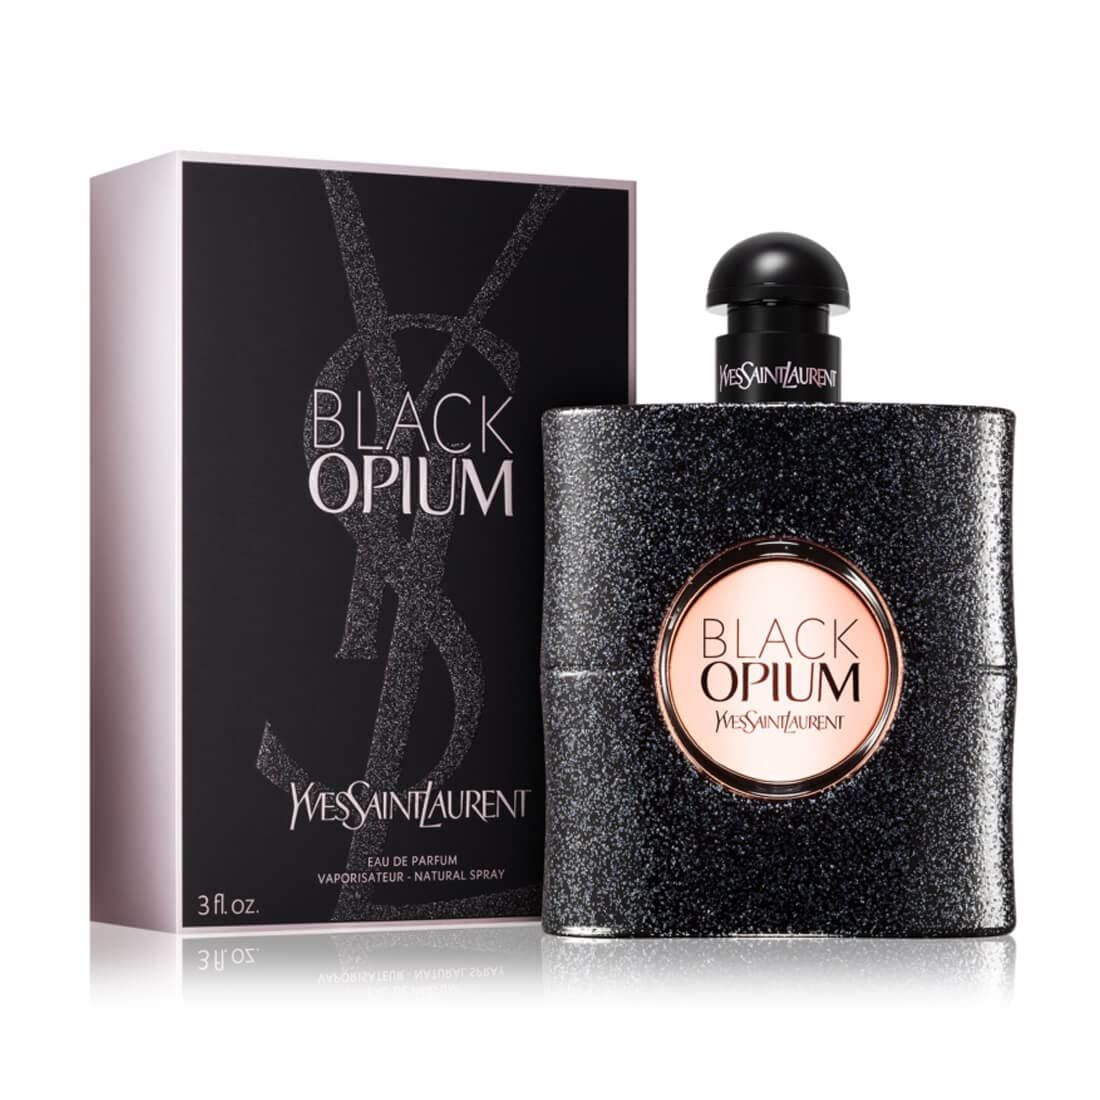 BLACK
OPIUM
YVESSAINTLAURENT
EAU DE PARFUM
VAPORISATEUR - NATURAL SPRAY
3 fl. oz.
YVESSAINTLAURENT
BLACK
OPIUM
YVESSAINTLAURENT